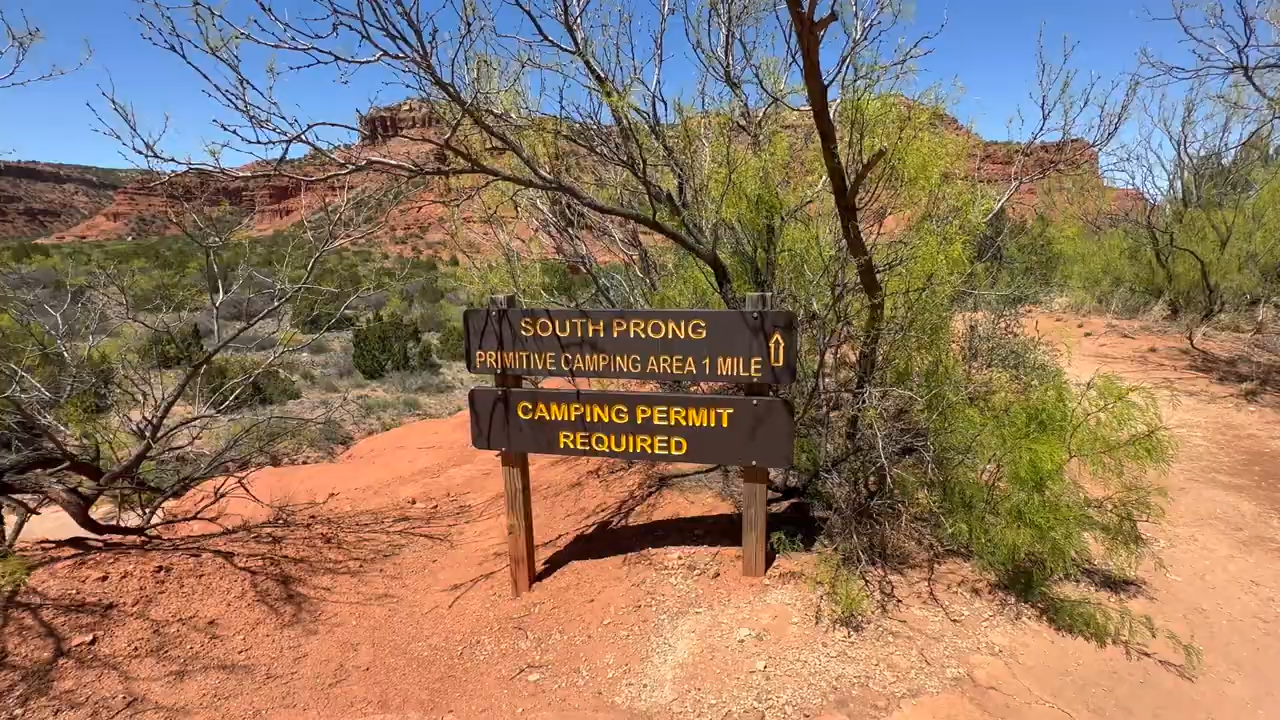 SOUTH PRONG
PRIMITIVE CAMPING AREA 1 MILE
CAMPING PERMIT
REQUIRED